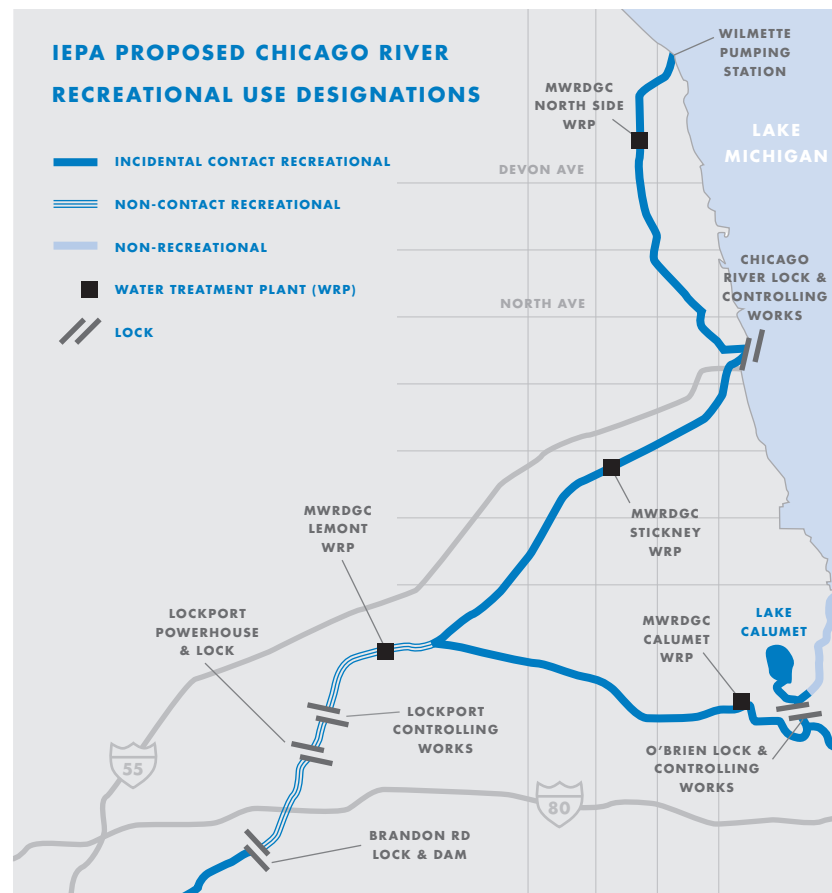 IEPA PROPOSED CHICAGO RIVER
RECREATIONAL USE DESIGNATIONS
INCIDENTAL CONTACT RECREATIONAL
NON-CONTACT RECREATIONAL
NON-RECREATIONAL
WATER TREATMENT PLANT (WRP)
LOCK
WILMETTE
PUMPING
STATION
MWRDGC
NORTH SIDE
WRP
LAKE
MICHIGAN
DEVON AVE
CHICAGO
RIVER LOCK &
CONTROLLING
WORKS
NORTH AVE
MWRDGC
STICKNEY
WRP
MWRDGC
LEMONT
WRP
LOCKPORT
POWERHOUSE
& LOCK
MWRDGC
CALUMET
WRP
LAKE
CALUMET
LOCKPORT
CONTROLLING
WORKS
O'BRIEN LOCK &
CONTROLLING
WORKS
55
80
BRANDON RD
LOCK & DAM